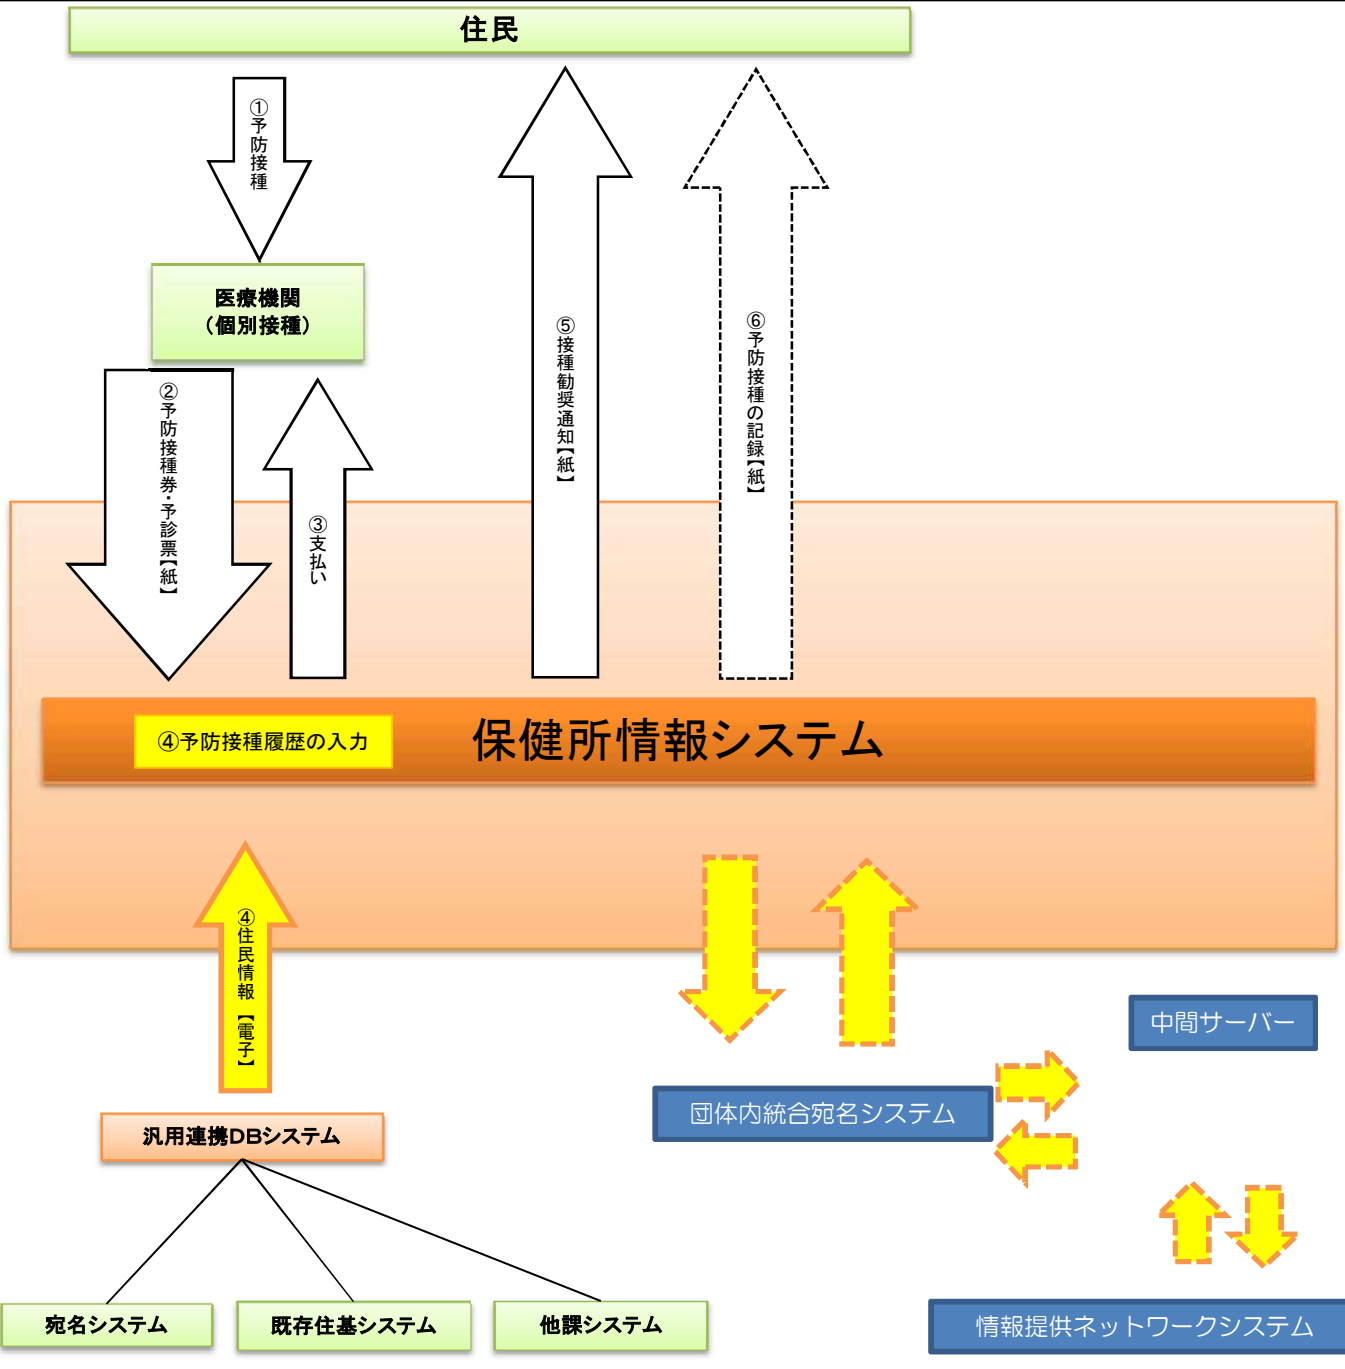 住民
①予防接種
医療機関
（個別接種）
②予防接種券・予診票【紙】
③支払い
⑤接種勧奨通知【紙】
⑥予防接種の記録【紙】
④予防接種履歴の入力
保健所情報システム
④住民情報【電子】
中間サーバー
団体内統合宛名システム
汎用連携DBシステム
宛名システム
既存住基システム
他課システム
情報提供ネットワークシステム